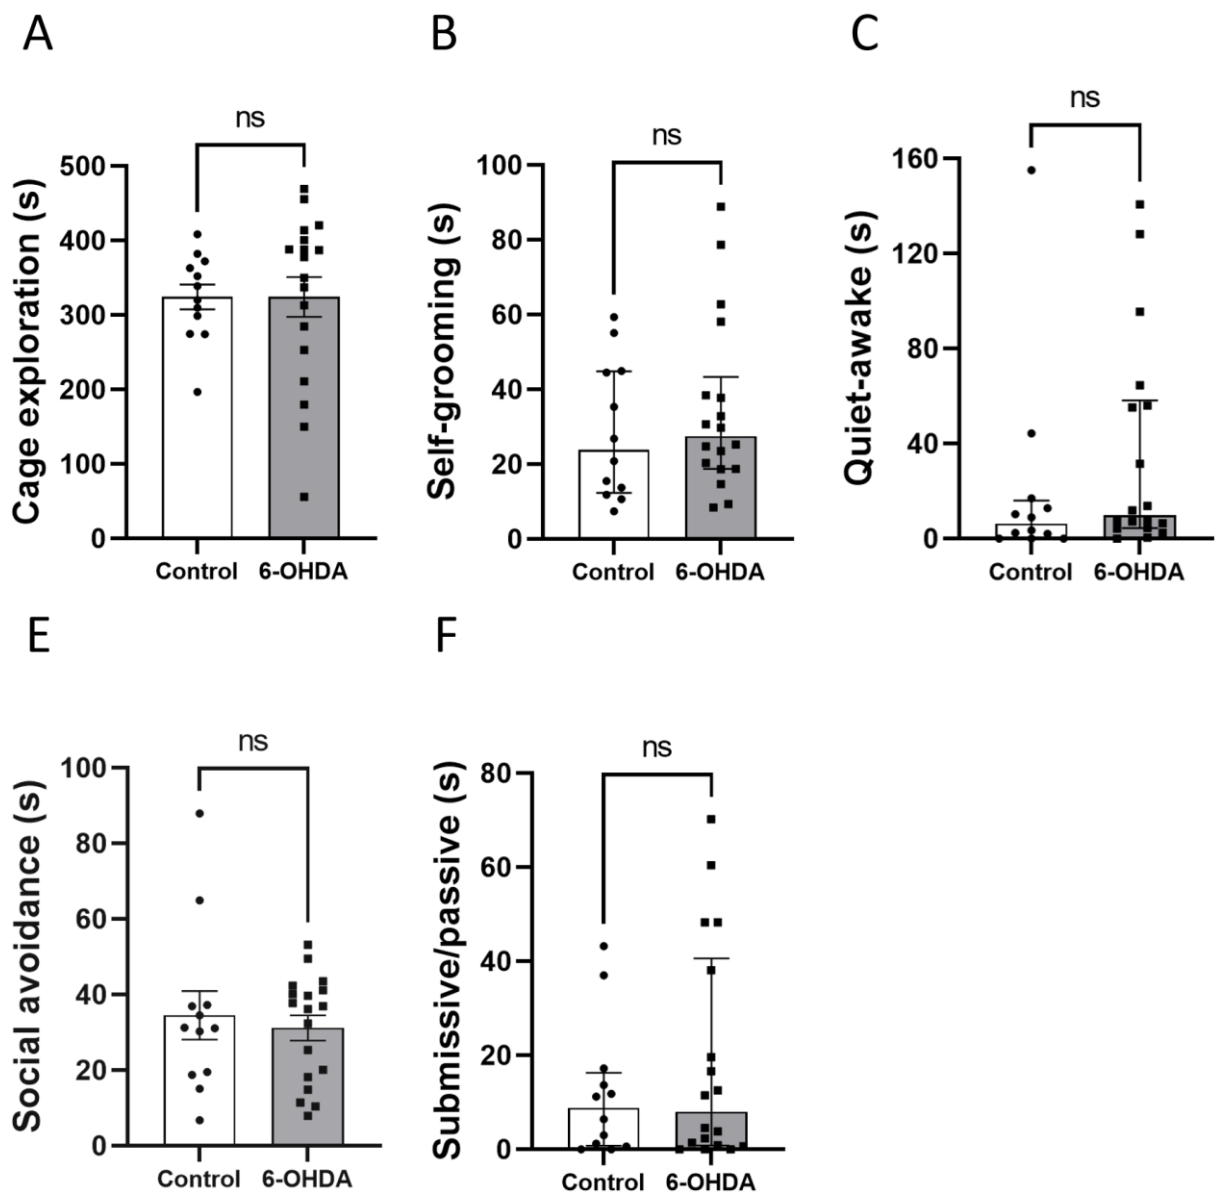 A
B
C
ns
ns
ns
Cage exploration (s)
500
400
300
200
100
0
Control 6-OHDA
Self-grooming (s)
100
80
60
40
20
0
Control 6-OHDA
Quiet-awake (s)
160
120
80
40
0
Control 6-OHDA
E
F
ns
ns
Social avoidance (s)
100
80
60
40
20
0
Control 6-OHDA
Submissive/passive (s)
80
60
40
20
0
Control 6-OHDA